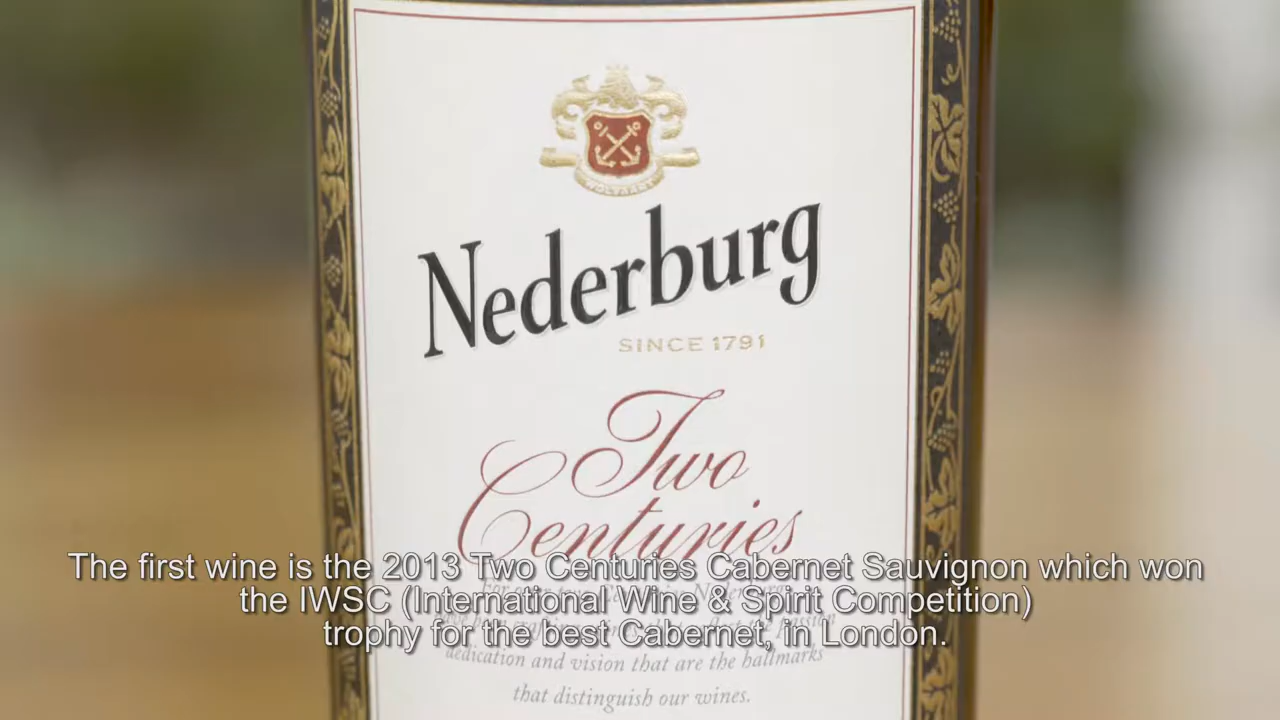 WOLVAART
Nederburg
SINCE 1791
Two
Centuries
The first wine is the 2013 Two Centuries Cabernet Sauvignon which won
the IWSC (International Wine & Spirit Competition)
trophy for the best Cabernet, in London.
dedication and vision that are the hallmarks
that distinguish our wines.